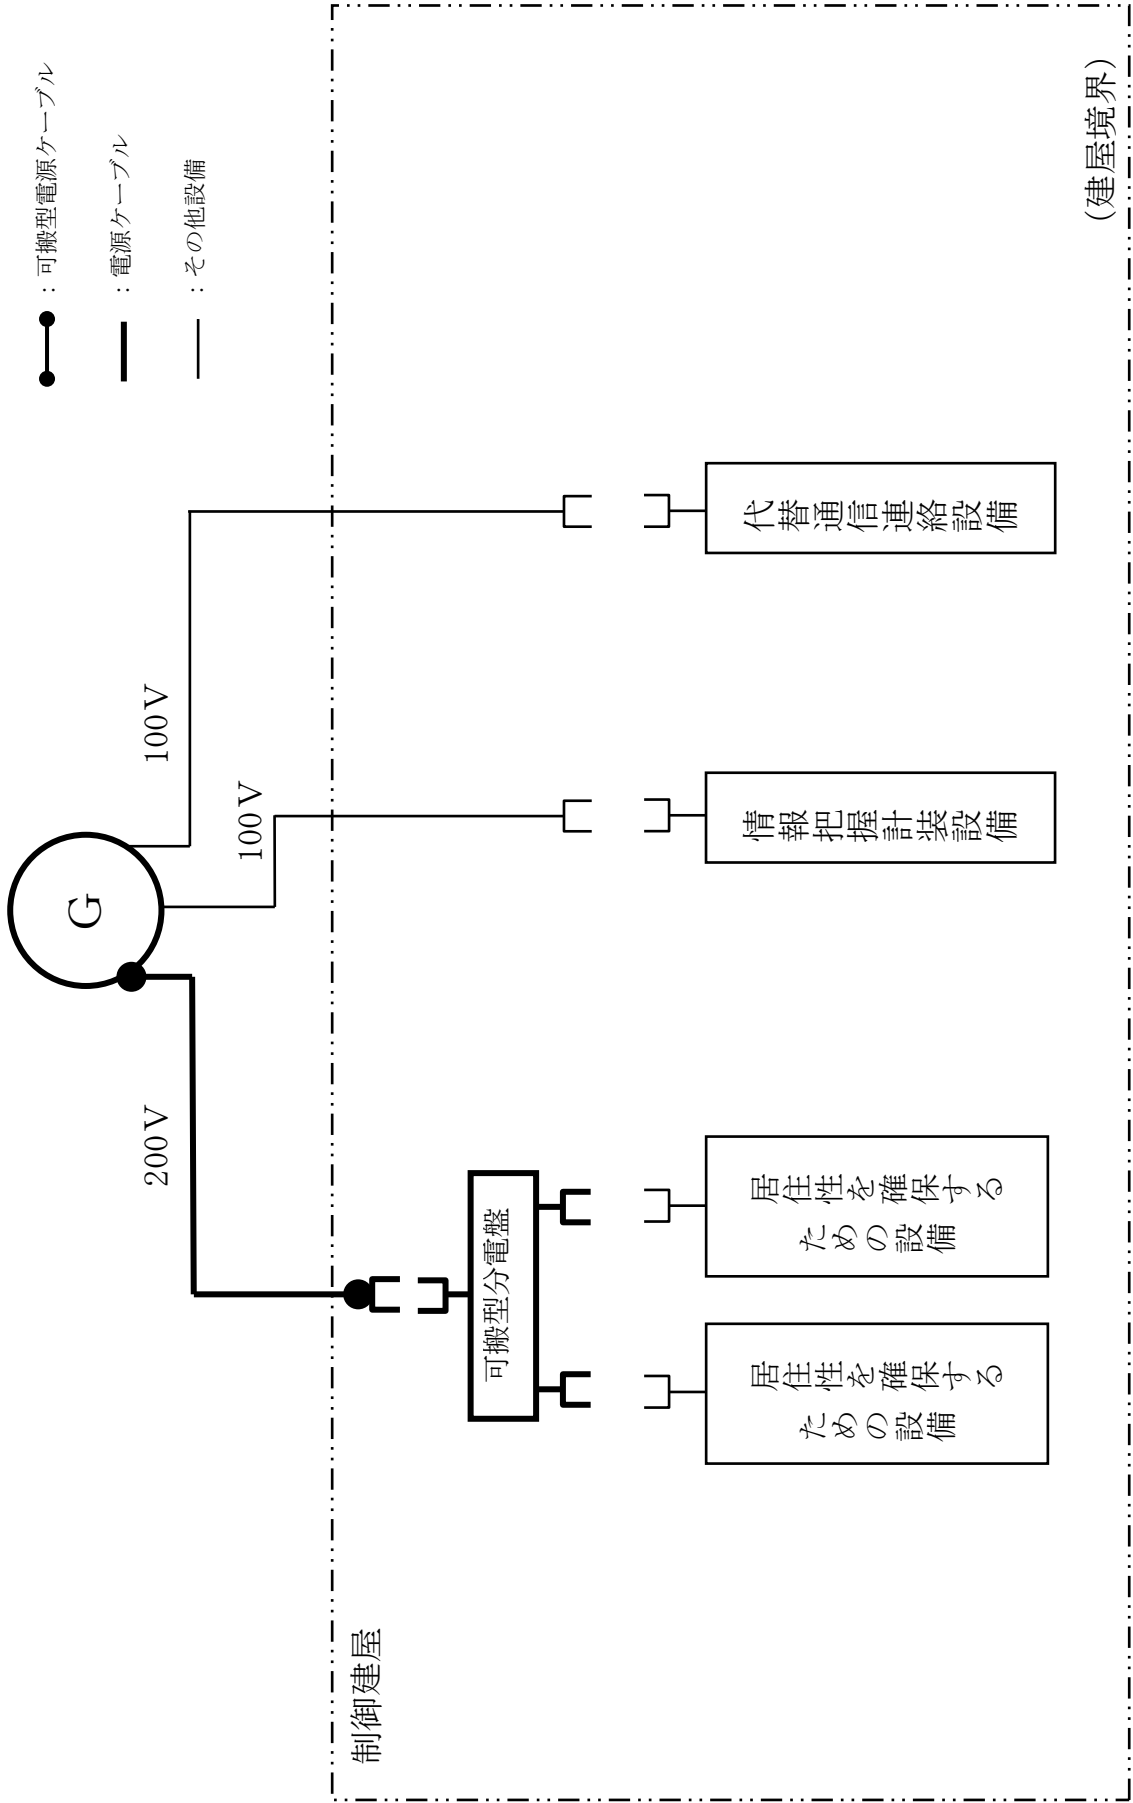 ：可搬型電源ケーブル
：電源ケーブル
：その他設備
G
200V
100V
100V
制御建屋
可搬型分電盤
居住性を確保する
ための設備
居住性を確保する
ための設備
情報把握計装設備
代替通信連絡設備
(建屋境界)